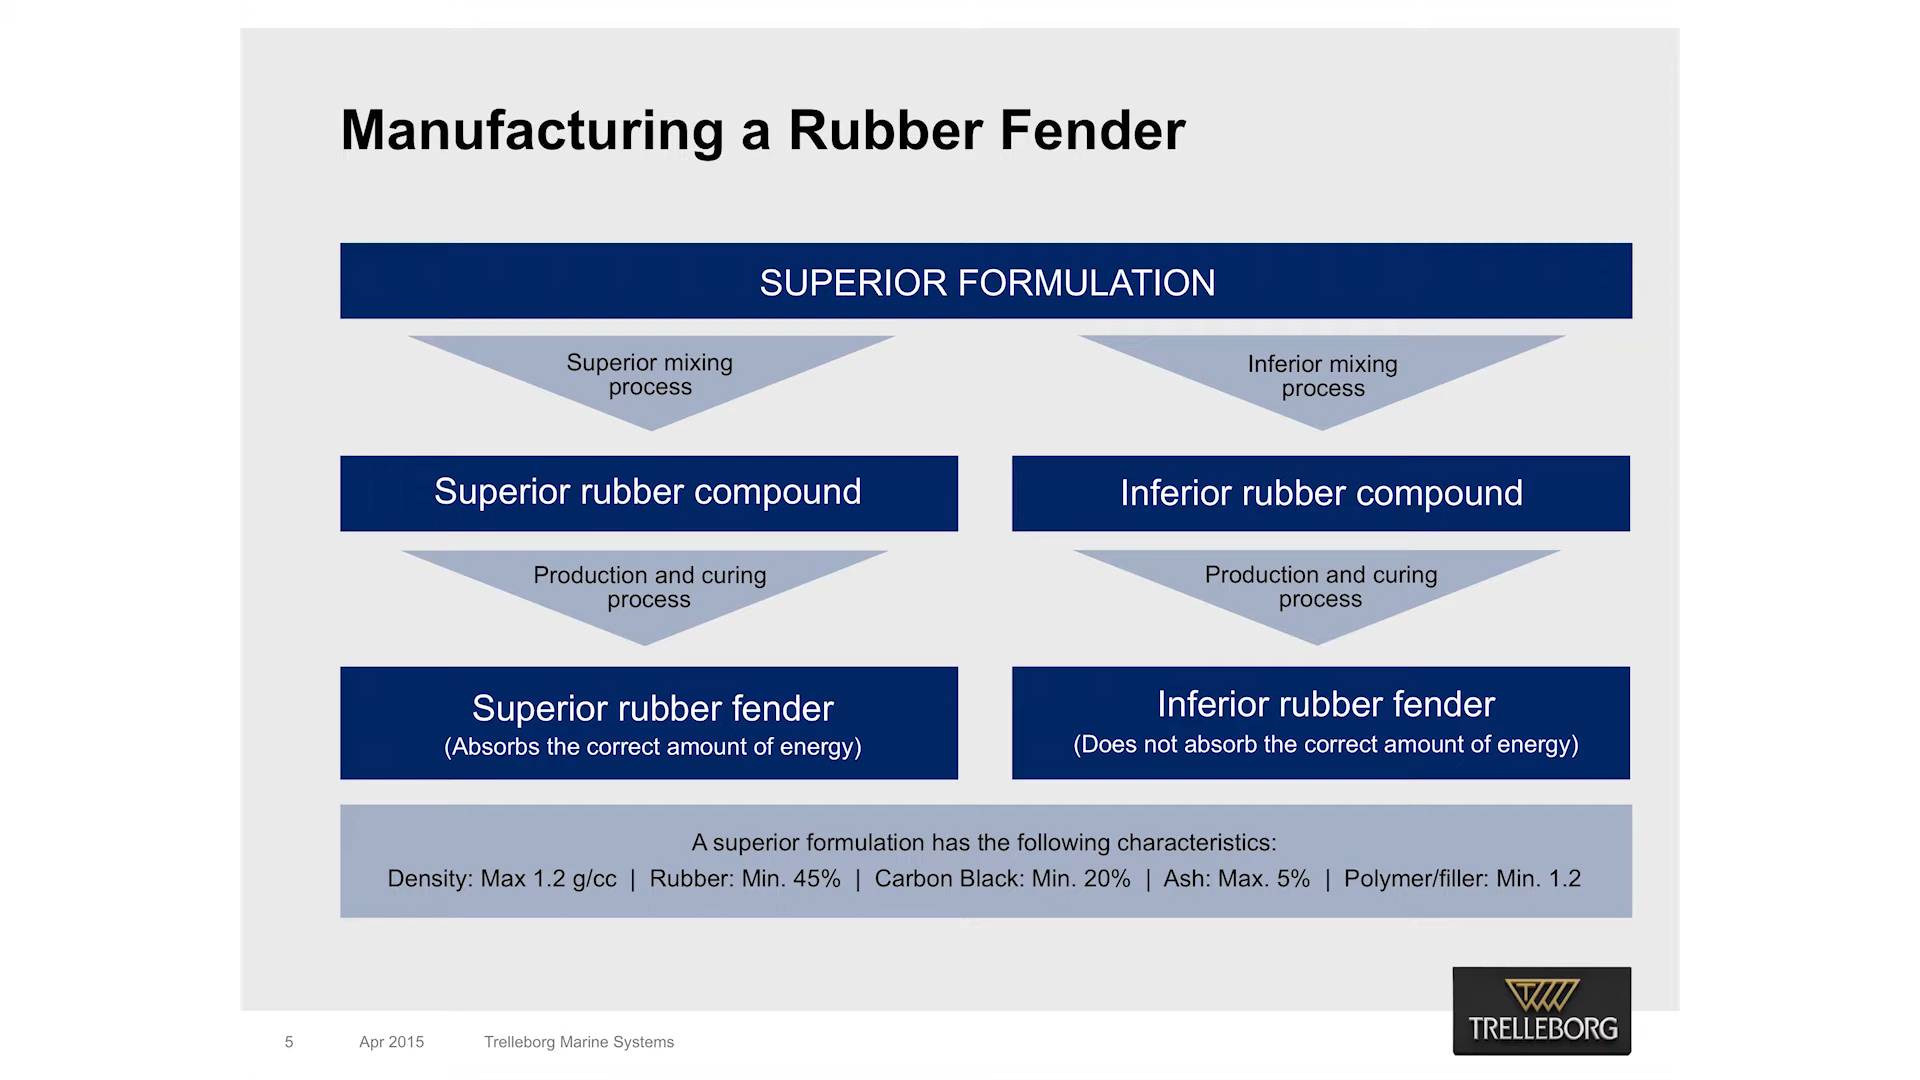 Manufacturing a Rubber Fender
SUPERIOR FORMULATION
Superior mixing
process
Inferior mixing
process
Superior rubber compound
Inferior rubber compound
Production and curing
process
Production and curing
process
Superior rubber fender
(Absorbs the correct amount of energy)
Inferior rubber fender
(Does not absorb the correct amount of energy)
A superior formulation has the following characteristics:
Density: Max 1.2 g/cc | Rubber: Min. 45% | Carbon Black: Min. 20% | Ash: Max. 5% | Polymer/filler: Min. 1.2
TRELLEBORG
5 Apr 2015 Trelleborg Marine Systems